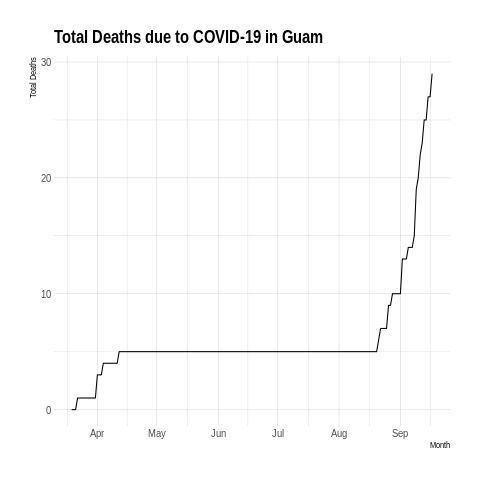 Total Deaths due to COVID-19 in Guam
Total Deaths
30
20
10
0
Apr May Jun Jul Aug Sep
Month